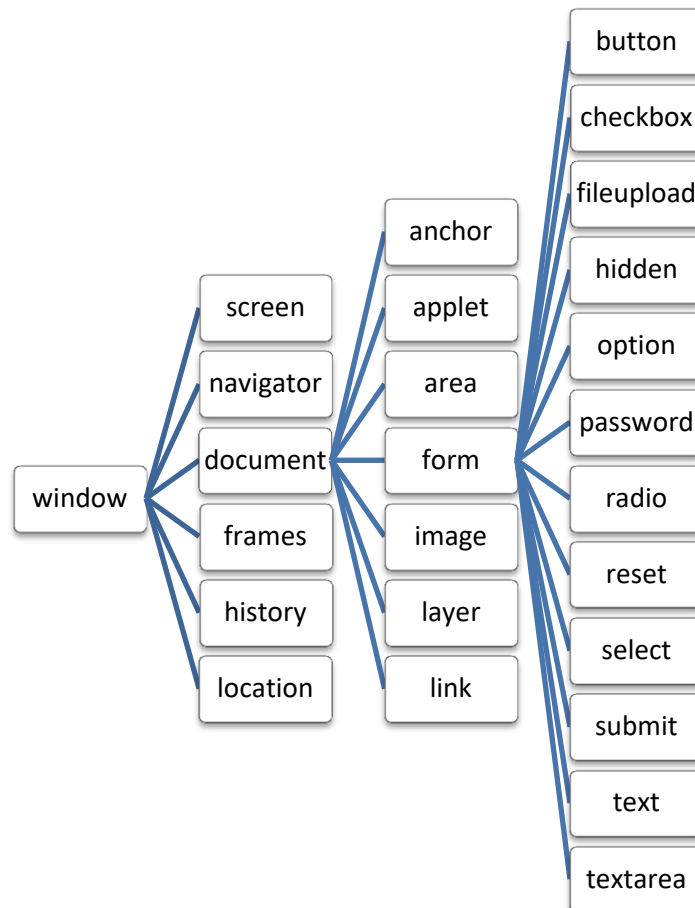 window
screen
navigator
document
frames
history
location
anchor
applet
area
form
image
layer
link
button
checkbox
fileupload
hidden
option
password
radio
reset
select
submit
text
textarea